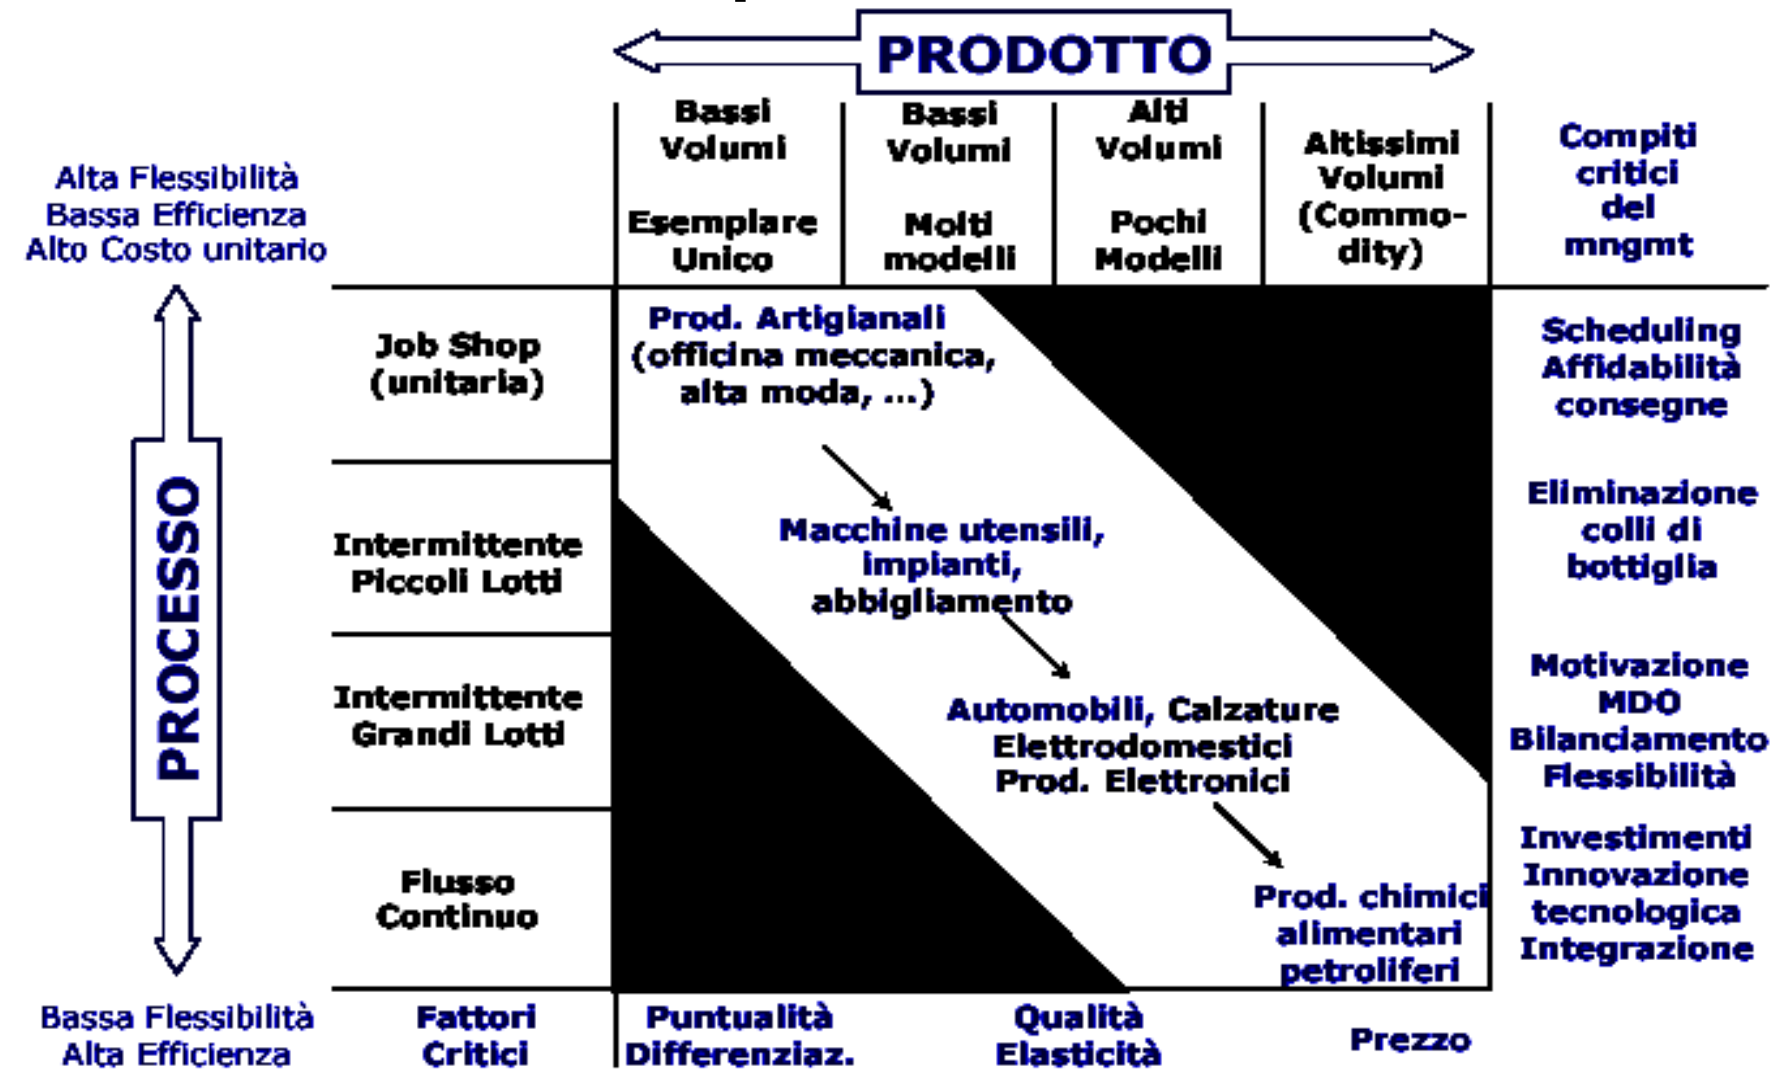 PRODOTTO
Bassi
Volumi
Esemplare
Unico
Bassi
Volumi
Molti
modelli
Alti
Volumi
Pochi
Modelli
Altissimi
Volumi
(Commo-
dity)
Compiti
critici
del
mngmt
Alta Flessibilità
Bassa Efficienza
Alto Costo unitario
PROCESSO
Bassa Flessibilità
Alta Efficienza
Job Shop
(unitaria)
Prod. Artigianali
(officina meccanica,
alta moda, ...)
Scheduling
Affidabilità
consegne
Intermittente
Piccoli Lotti
Macchine utensili,
impianti,
abbigliamento
Eliminazione
colli di
bottiglia
Intermittente
Grandi Lotti
Automobili, Calzature
Elettrodomestici
Prod. Elettronici
Motivazione
MDO
Bilanciamento
Flessibilità
Flusso
Continuo
Prod. chimici
alimentari
petroliferi
Investimenti
Innovazione
tecnologica
Integrazione
Fattori
Critici
Puntualità
Differenziaz.
Qualità
Elasticità
Prezzo